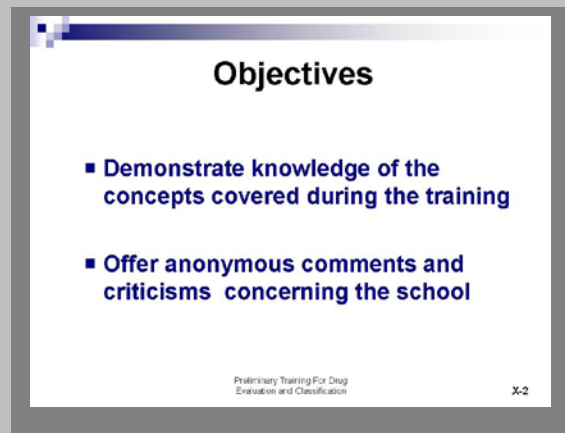 Objectives
Demonstrate knowledge of the
concepts covered during the training
Offer anonymous comments and
criticisms concerning the school
Preliminary Training For Drug
Evaluation and Classification
X-2